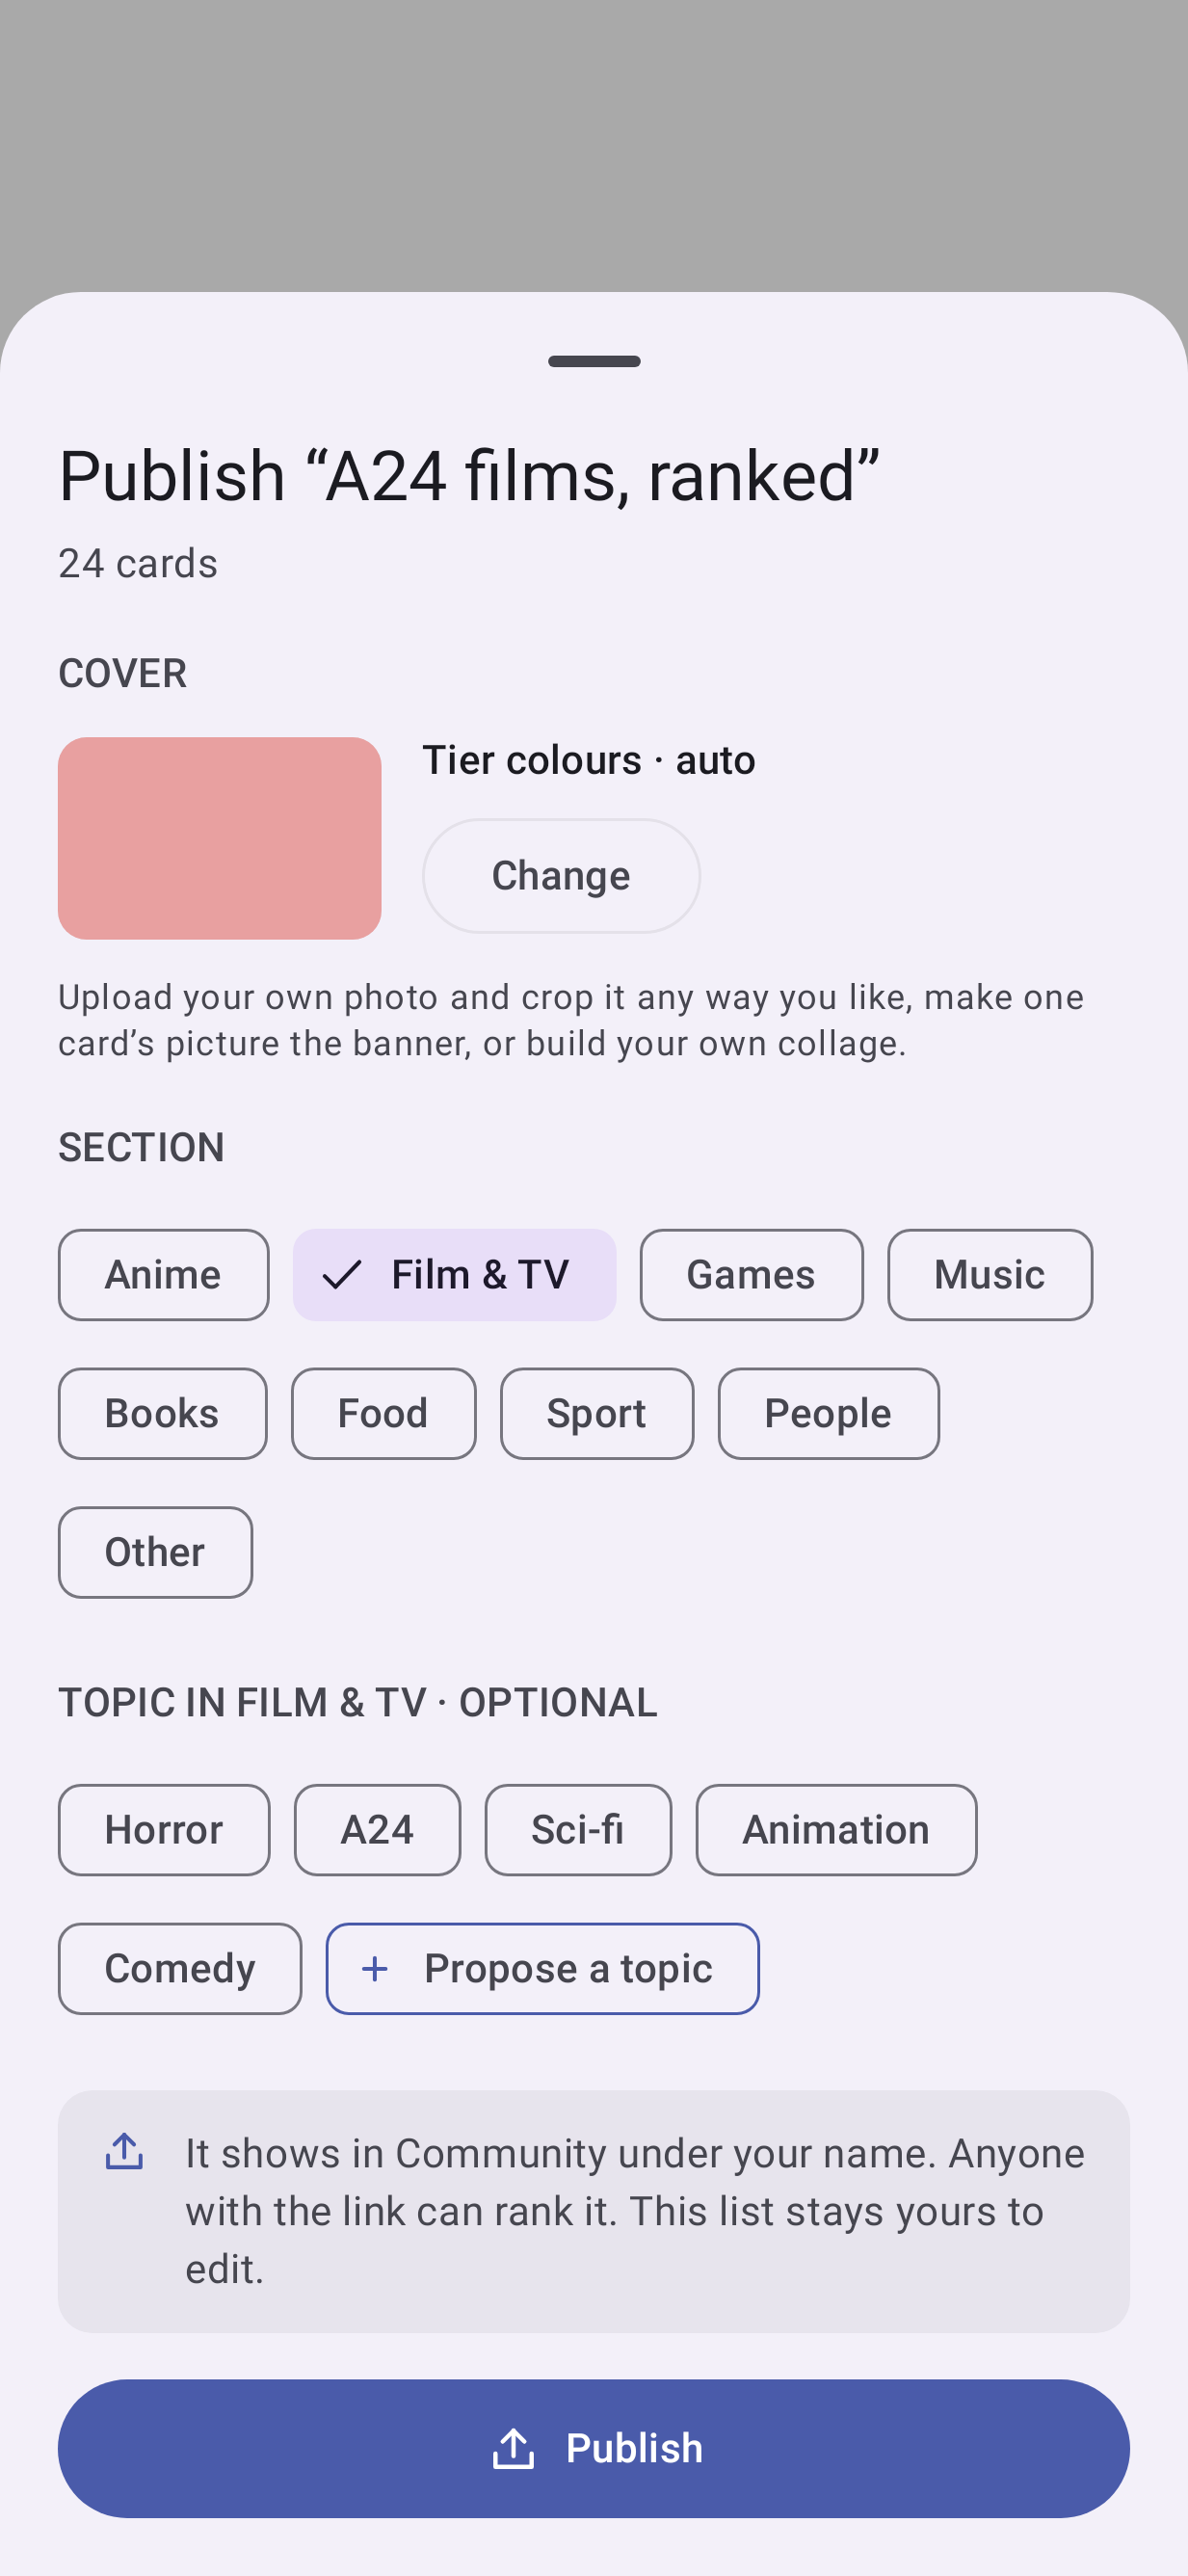 Publish “A24 films, ranked”
24 cards
COVER
Tier colours · auto
Change
Upload your own photo and crop it any way you like, make one
card’s picture the banner, or build your own collage.
SECTION
Anime
Film & TV
Games
Music
Books
Food
Sport
People
Other
TOPIC IN FILM & TV · OPTIONAL
Horror
A24
Sci-fi
Animation
Comedy
Propose a topic
It shows in Community under your name. Anyone
with the link can rank it. This list stays yours to
edit.
Publish